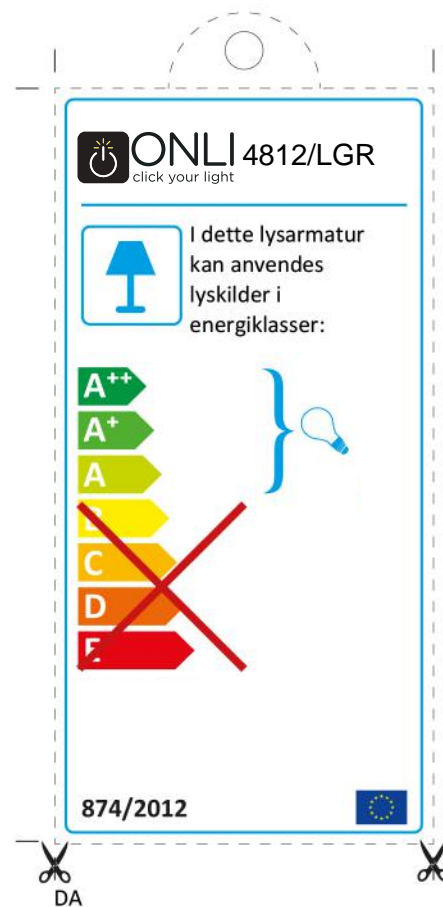 ONLI 4812/LGR
click your light
I dette lysarmatur
kan anvendes
lyskilder i
energiklasser:
A++
A+
A
B
C
D
E
874/2012
DA